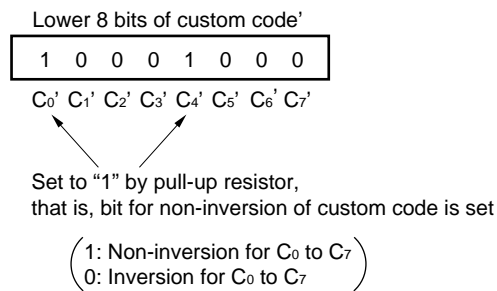 Lower 8 bits of custom code'
1 0 0 0 1 0 0 0
C0' C1' C2' C3' C4' C5' C6' C7'
Set to “1” by pull-up resistor,
that is, bit for non-inversion of custom code is set
1: Non-inversion for C0 to C7
0: Inversion for C0 to C7